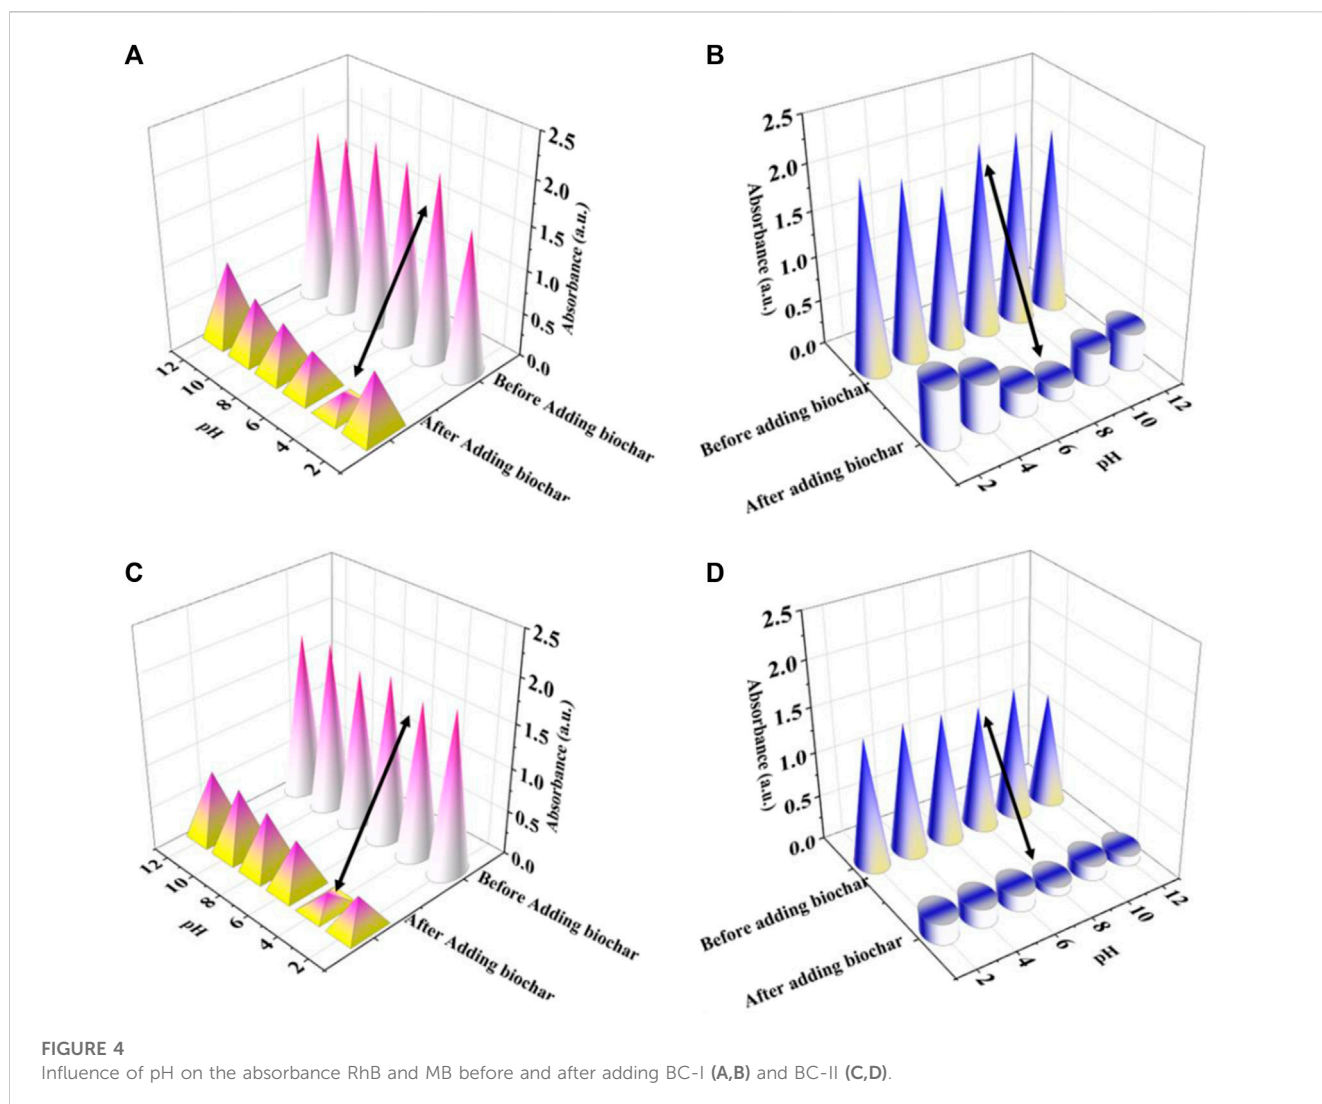 A
2.5
2.0
1.5
1.0
0.5
0.0
Absorbance (a.u.)
12
10
8
6
4
2
pH
Before Adding biochar
After Adding biochar
B
2.5
2.0
1.5
1.0
0.5
0.0
Absorbance (a.u.)
Before adding biochar
After adding biochar
2
4
6
8
10
12
pH
C
2.5
2.0
1.5
1.0
0.5
0.0
Absorbance (a.u.)
12
10
8
6
4
2
pH
Before Adding biochar
After Adding biochar
D
2.5
2.0
1.5
1.0
0.5
0.0
Absorbance (a.u.)
Before adding biochar
After adding biochar
2
4
6
8
10
12
pH
FIGURE 4
Influence of pH on the absorbance RhB and MB before and after adding BC-I (A,B) and BC-II (C,D).